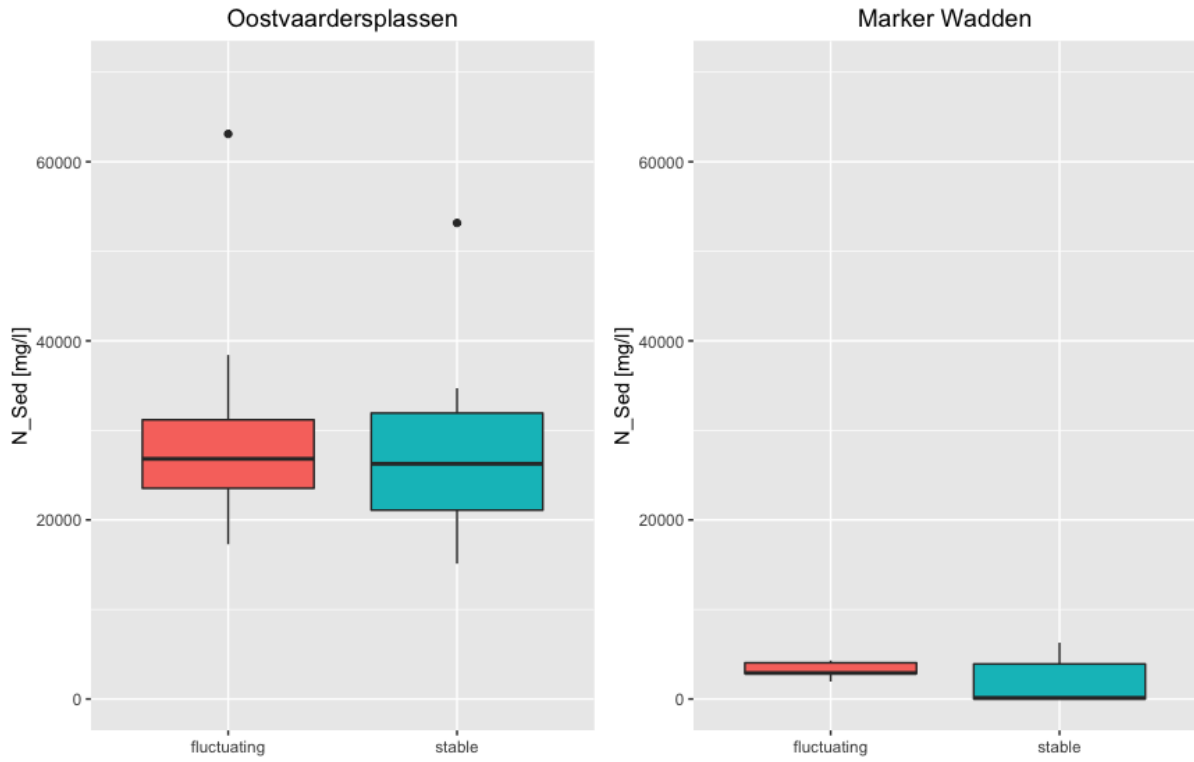 Oostvaardersplassen
N_Sed [mg/l]
60000
40000
20000
0
fluctuating stable
Marker Wadden
N_Sed [mg/l]
60000
40000
20000
0
fluctuating stable